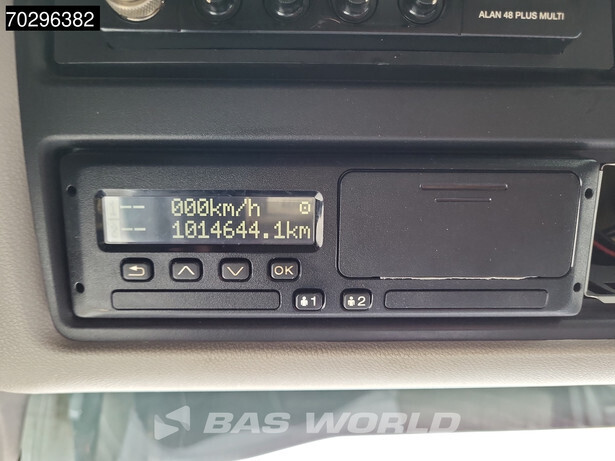 70296382
ALAN 48 PLUS MULTI
-- 000km/h
-- 1014644.1km
OK
1
2
BAS WORLD